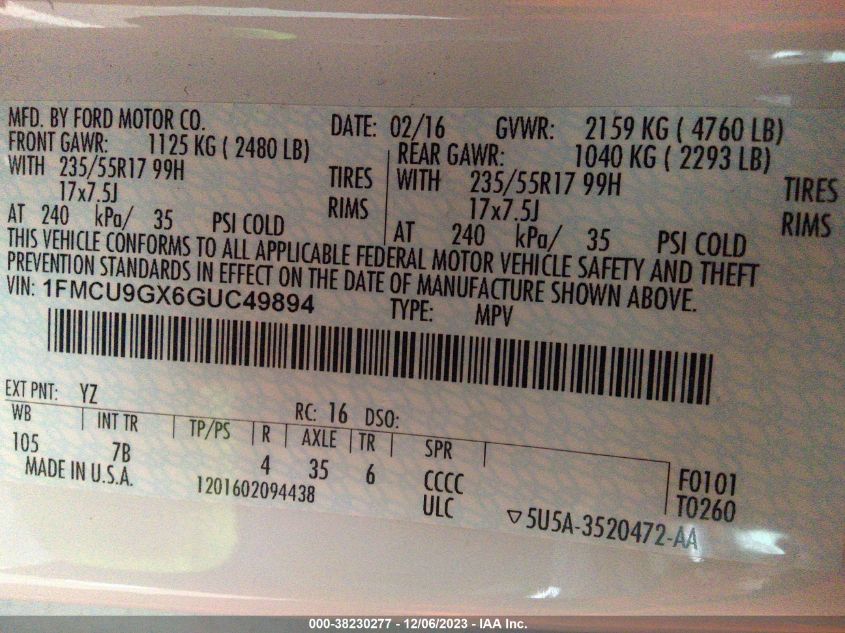 MFD. BY FORD MOTOR CO. DATE: 02/16 GVWR: 2159 KG ( 4760 LB)
FRONT GAWR: 1125 KG ( 2480 LB) REAR GAWR: 1040 KG ( 2293 LB)
WITH 235/55R17 99H TIRES WITH 235/55R17 99H TIRES
17x7.5J RIMS 17x7.5J RIMS
AT 240 kPa/ 35 PSI COLD AT 240 kPa/ 35 PSI COLD
THIS VEHICLE CONFORMS TO ALL APPLICABLE FEDERAL MOTOR VEHICLE SAFETY AND THEFT
PREVENTION STANDARDS IN EFFECT ON THE DATE OF MANUFACTURE SHOWN ABOVE.
VIN: 1FMCU9GX6GUC49894 TYPE: MPV
EXT PNT: YZ RC: 16 DSO:
WB INT TR TP/PS R AXLE TR SPR
105 7B 4 35 6 CCCC F0101
MADE IN U.S.A. 1201602094438 ULC T0260
▽5U5A-3520472-AA
000-38230277 - 12/06/2023 - IAA Inc.